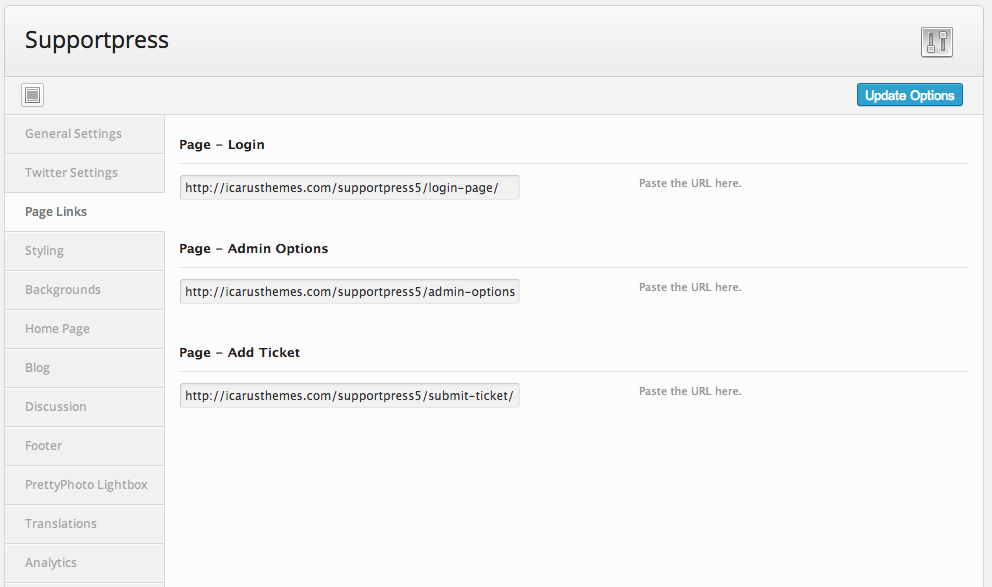 Supportpress
Update Options
General Settings
Twitter Settings
Page Links
Styling
Backgrounds
Home Page
Blog
Discussion
Footer
PrettyPhoto Lightbox
Translations
Analytics
Page – Login
http://icarusthemes.com/supportpress5/login-page/
Paste the URL here.
Page – Admin Options
http://icarusthemes.com/supportpress5/admin-options
Paste the URL here.
Page – Add Ticket
http://icarusthemes.com/supportpress5/submit-ticket/
Paste the URL here.